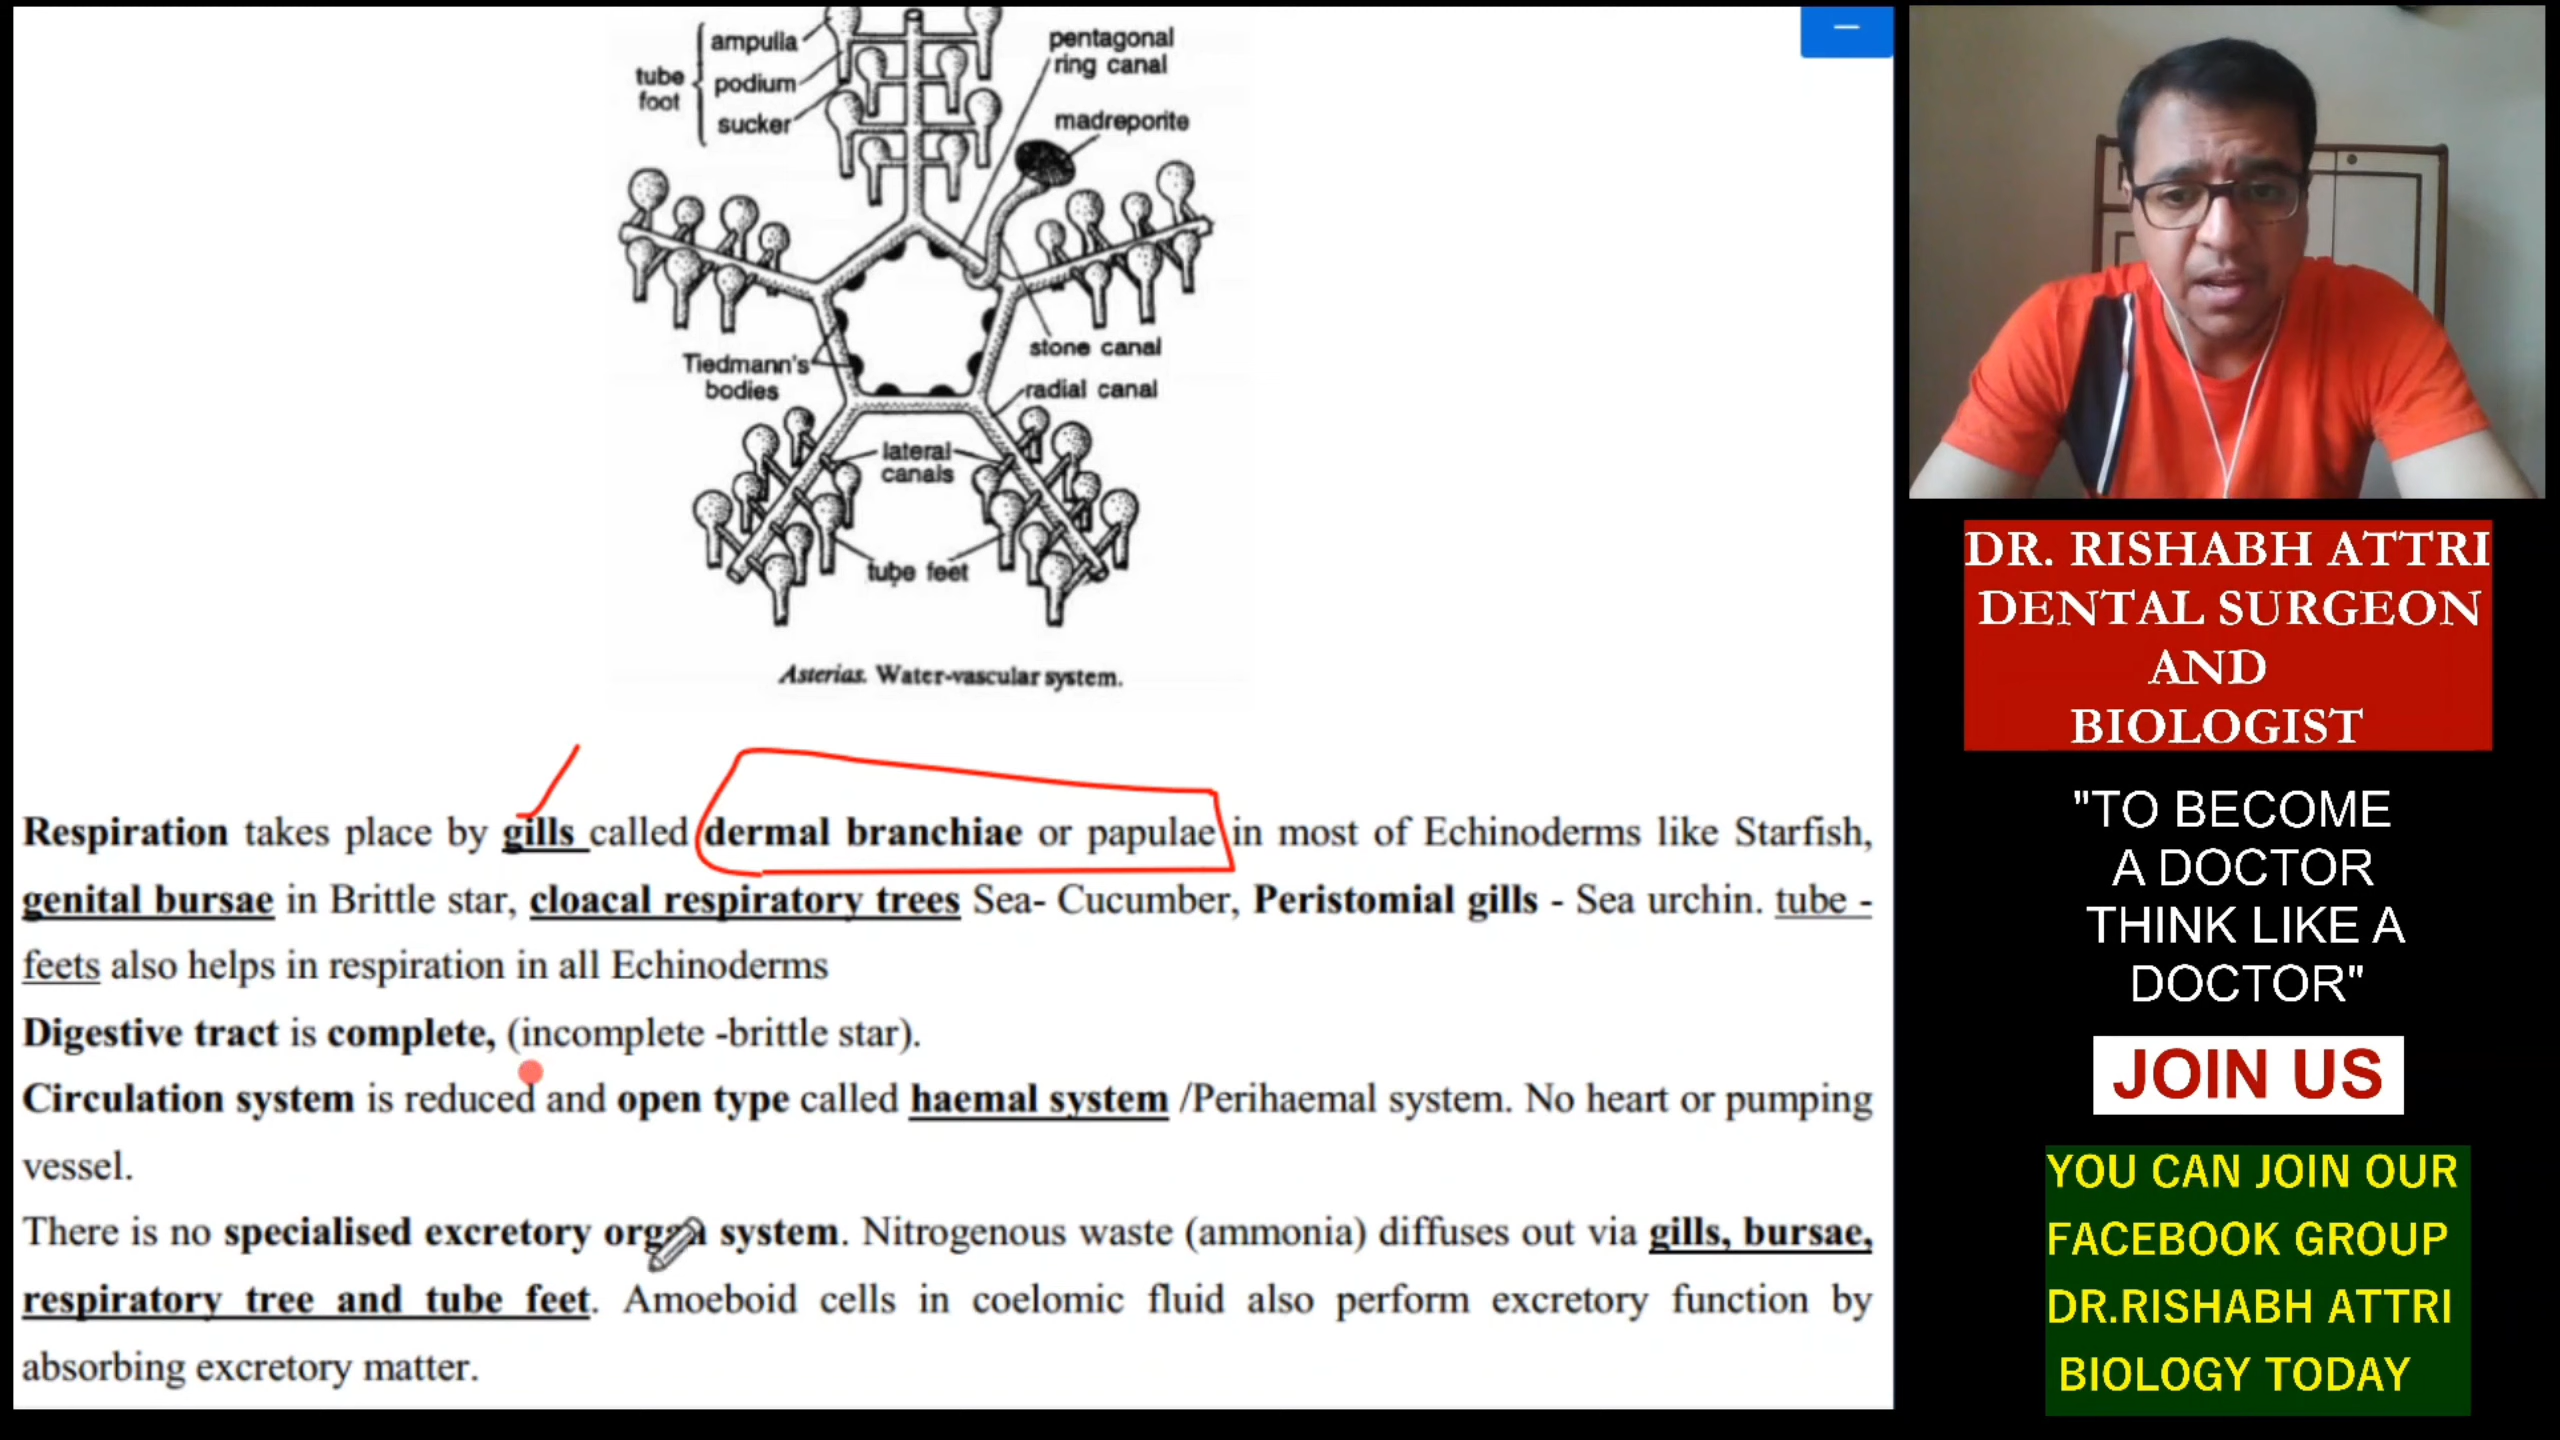 ampulla
tube foot
podium
sucker
pentagonal
ring canal
madreporite
Tiedmann's
bodies
stone canal
radial canal
lateral
canals
tube feet
Asterias. Water-vascular system.
Respiration takes place by gills called dermal branchiae or papulae in most of Echinoderms like Starfish,
genital bursae in Brittle star, cloacal respiratory trees Sea- Cucumber, Peristomial gills - Sea urchin. tube -
feets also helps in respiration in all Echinoderms
Digestive tract is complete, (incomplete -brittle star).
Circulation system is reduced and open type called haemal system /Perihaemal system. No heart or pumping
vessel.
There is no specialised excretory organ system. Nitrogenous waste (ammonia) diffuses out via gills, bursae,
respiratory tree and tube feet. Amoeboid cells in coelomic fluid also perform excretory function by
absorbing excretory matter.
DR. RISHABH ATTRI
DENTAL SURGEON
AND
BIOLOGIST
"TO BECOME
A DOCTOR
THINK LIKE A
DOCTOR"
JOIN US
YOU CAN JOIN OUR
FACEBOOK GROUP
DR.RISHABH ATTRI
BIOLOGY TODAY